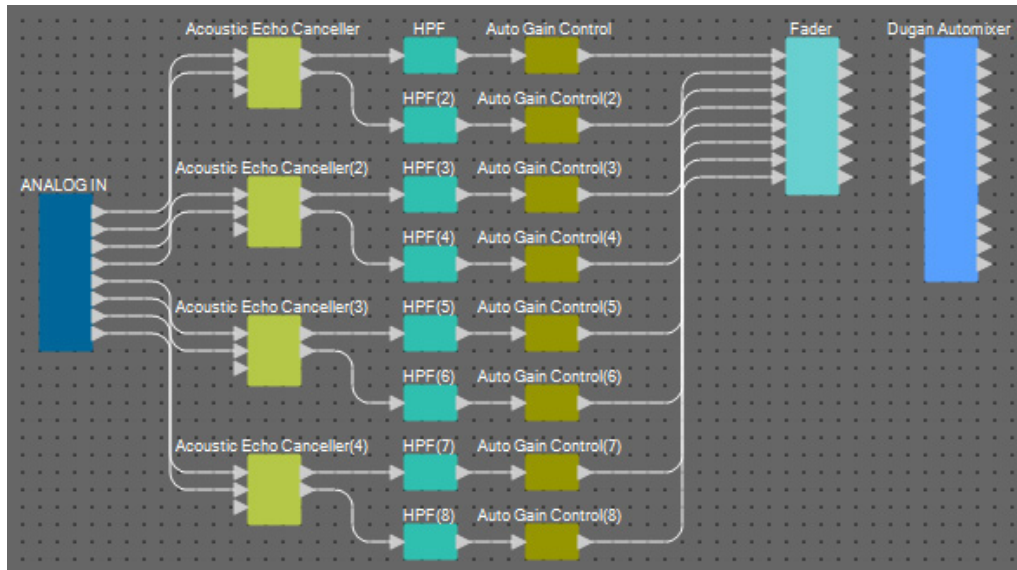 Acoustic Echo Canceller HPF Auto Gain Control Fader Dugan Automixer
HPF(2) Auto Gain Control(2)
Acoustic Echo Canceller(2) HPF(3) Auto Gain Control(3)
ANALOG IN
HPF(4) Auto Gain Control(4)
Acoustic Echo Canceller(3) HPF(5) Auto Gain Control(5)
HPF(6) Auto Gain Control(6)
Acoustic Echo Canceller(4) HPF(7) Auto Gain Control(7)
HPF(8) Auto Gain Control(8)